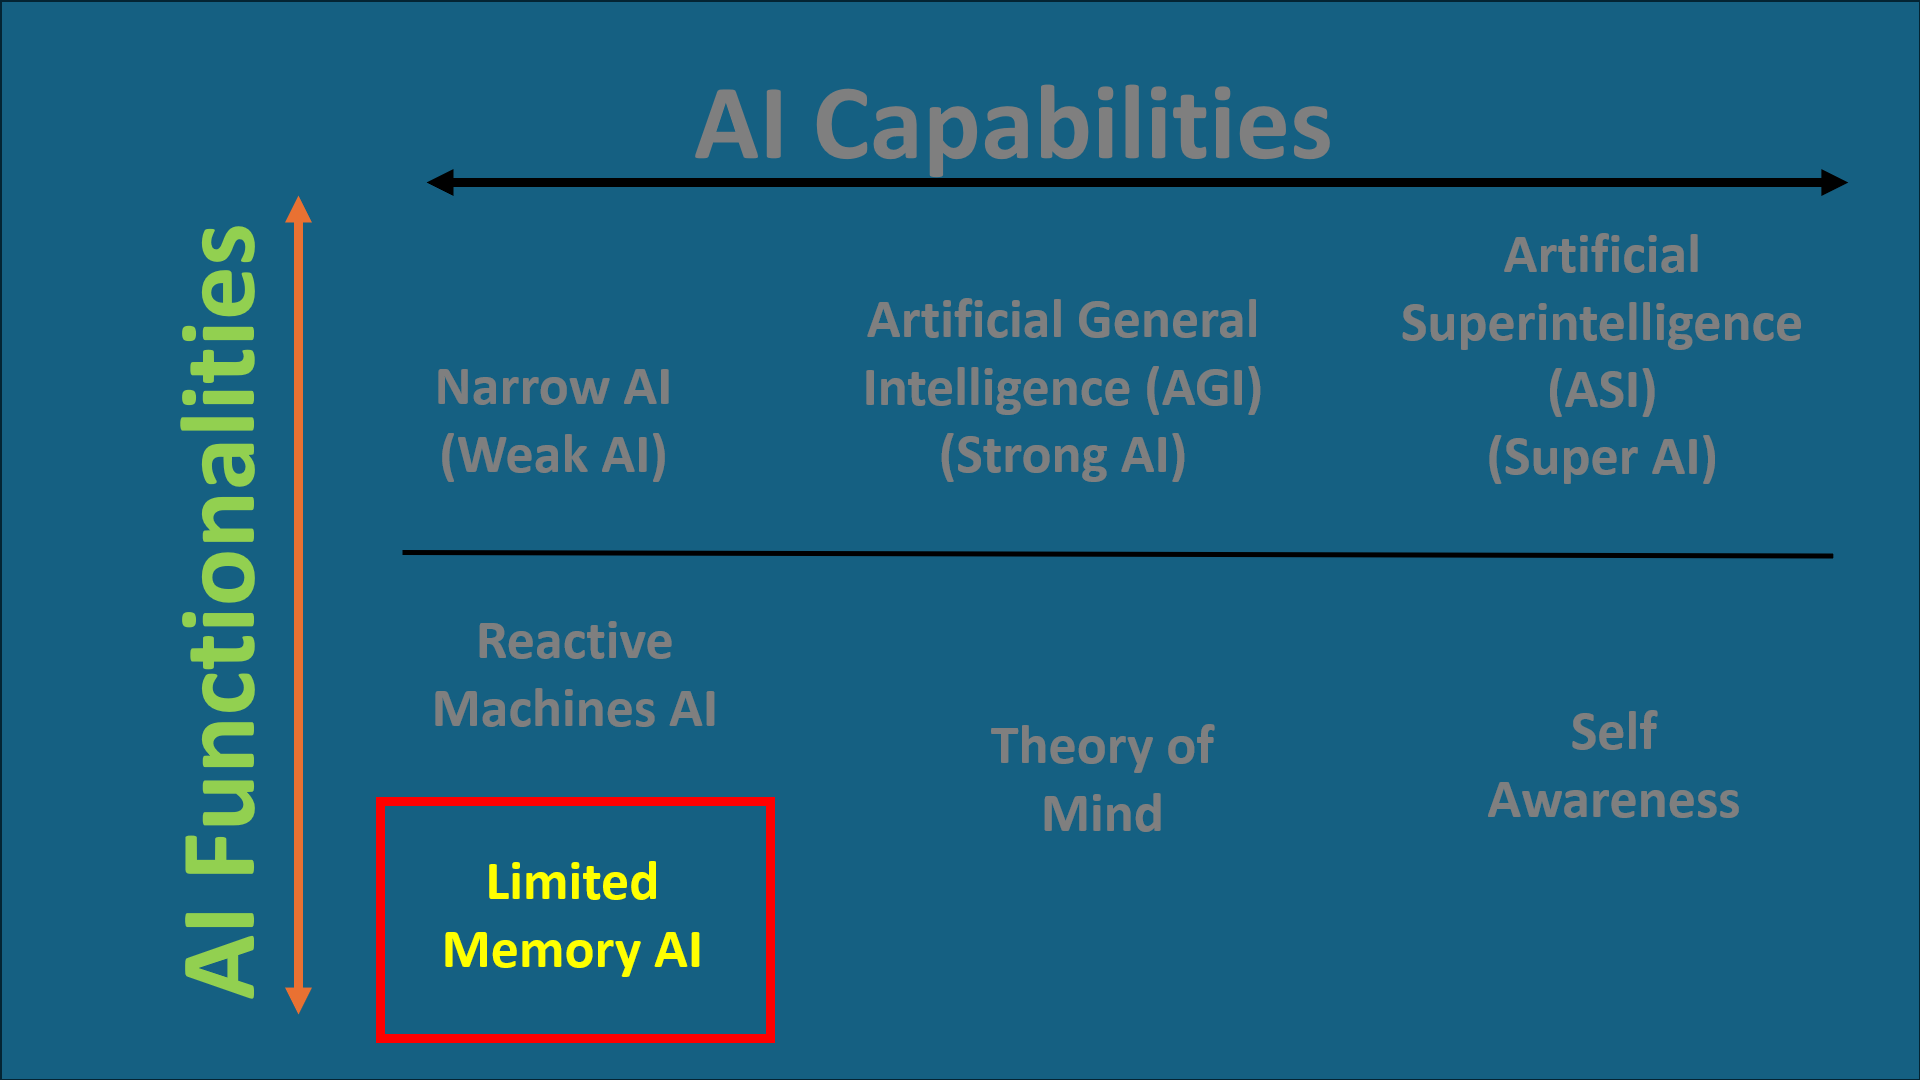 AI Capabilities
AI Functionalities
Narrow AI
(Weak AI)
Artificial General
Intelligence (AGI)
(Strong AI)
Artificial
Superintelligence
(ASI)
(Super AI)
Reactive
Machines AI
Limited
Memory AI
Theory of
Mind
Self
Awareness